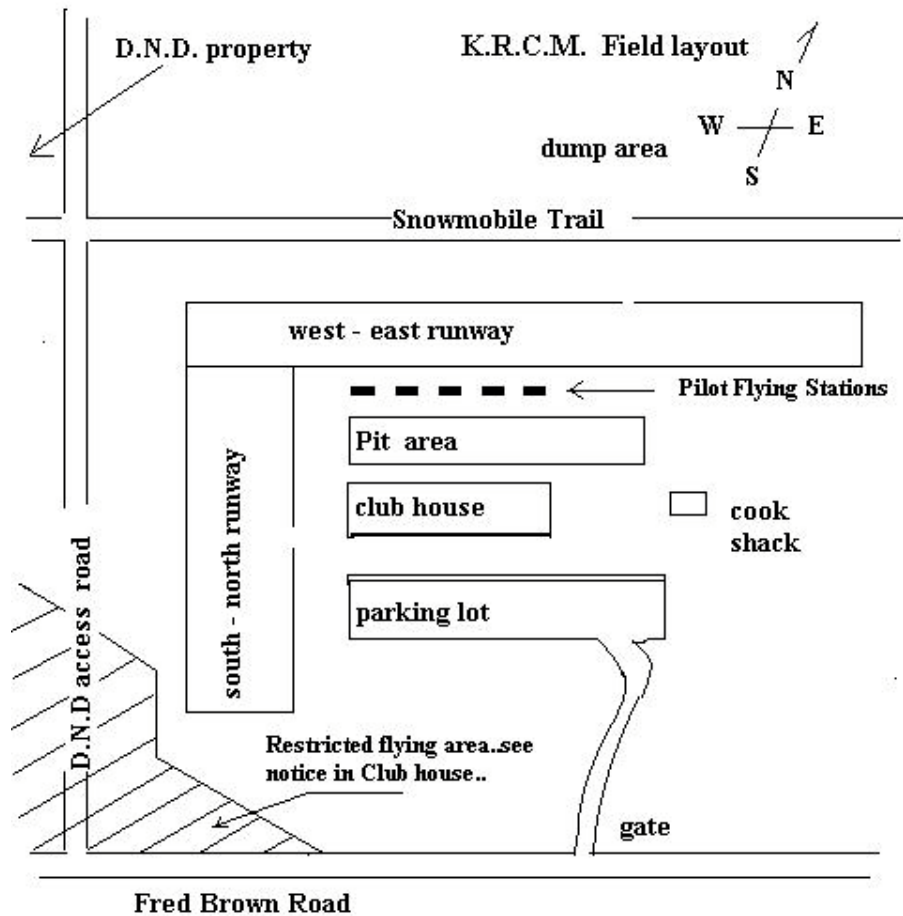 D.N.D. property
K.R.C.M. Field layout
N
W
E
S
dump area
Snowmobile Trail
west - east runway
Pilot Flying Stations
Pit area
club house
cook
shack
parking lot
south - north runway
D.N.D access road
Restricted flying area..see
notice in Club house..
gate
Fred Brown Road